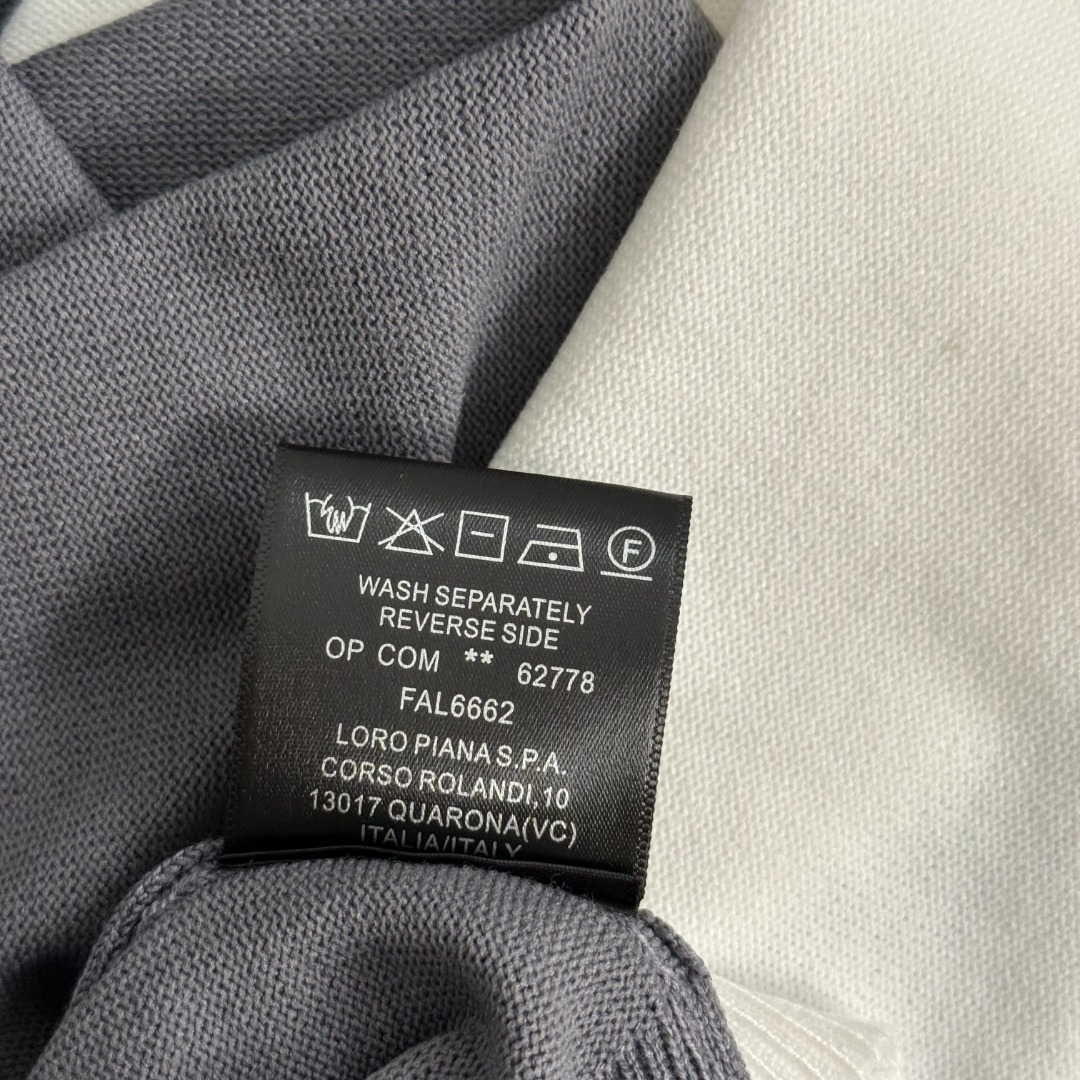 F
WASH SEPARATELY
REVERSE SIDE
OP COM ** 62778
FAL6662
LORO PIANA S.P.A.
CORSO ROLANDI,10
13017 QUARONA(VC)
ITALIA/ITALY